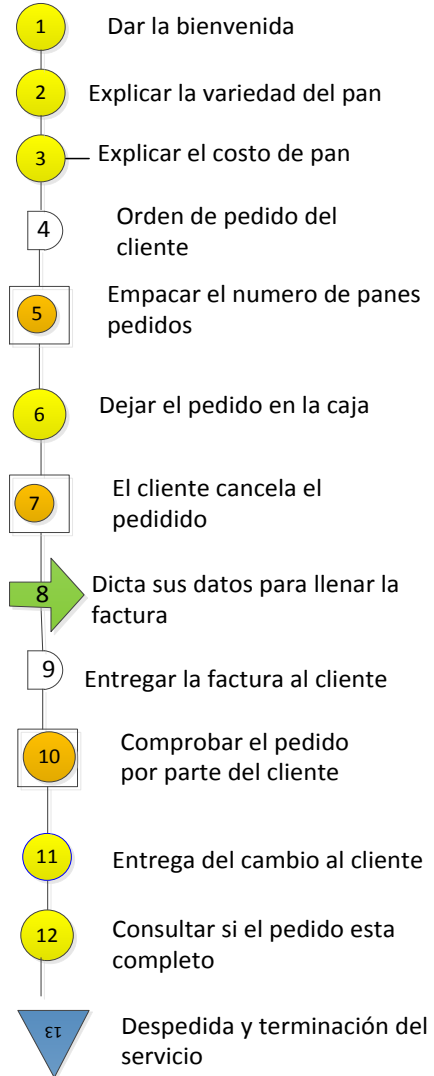 1 Dar la bienvenida
2 Explicar la variedad del pan
3 Explicar el costo de pan
4 Orden de pedido del
cliente
5 Empacar el numero de panes
pedidos
6 Dejar el pedido en la caja
7 El cliente cancela el
pedidido
8 Dicta sus datos para llenar la
factura
9 Entregar la factura al cliente
10 Comprobar el pedido
por parte del cliente
11 Entrega del cambio al cliente
12 Consultar si el pedido esta
completo
13 Despedida y terminación del
servicio